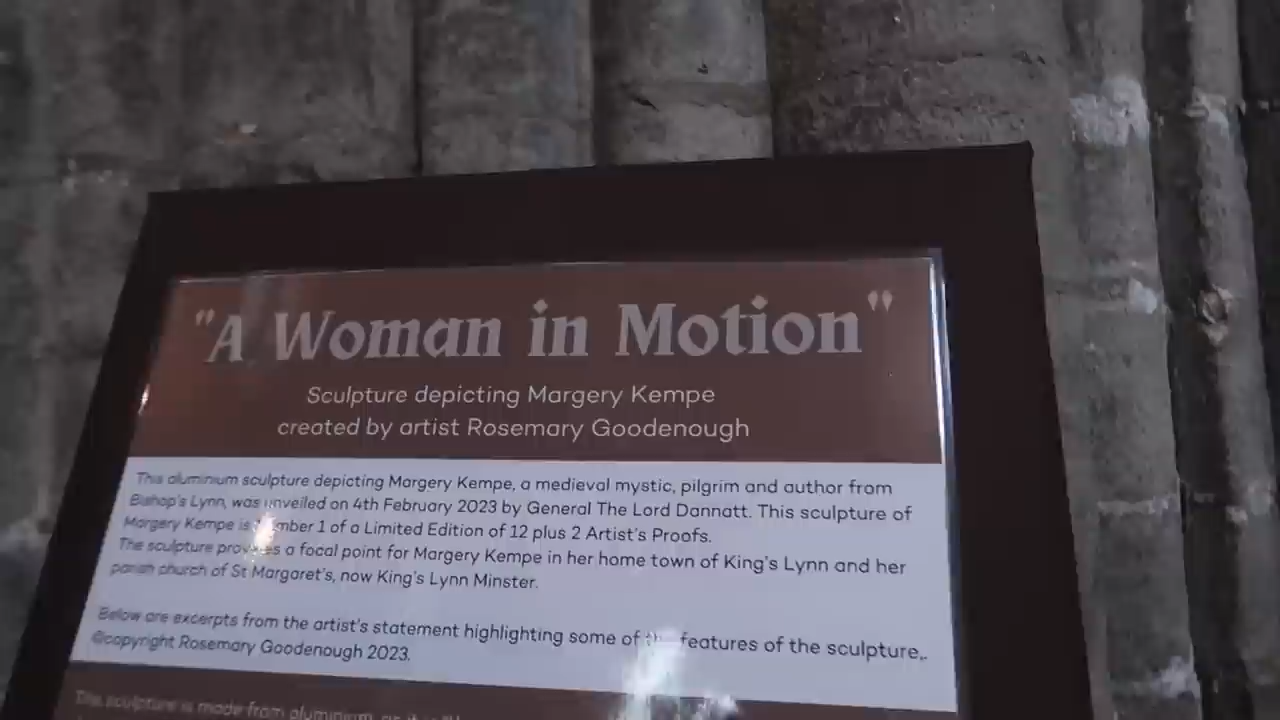 "A Woman in Motion"
Sculpture depicting Margery Kempe
created by artist Rosemary Goodenough
This aluminium sculpture depicting Margery Kempe, a medieval mystic, pilgrim and author from
Bishop's Lynn, was unveiled on 4th February 2023 by General The Lord Dannatt. This sculpture of
Margery Kempe is number 1 of a Limited Edition of 12 plus 2 Artist's Proofs.
The sculpture provides a focal point for Margery Kempe in her home town of King's Lynn and her
parish church of St Margaret's, now King's Lynn Minster.
Below are excerpts from the artist's statement highlighting some of the features of the sculpture,.
©copyright Rosemary Goodenough 2023.
The sculpture is made from aluminium, as it